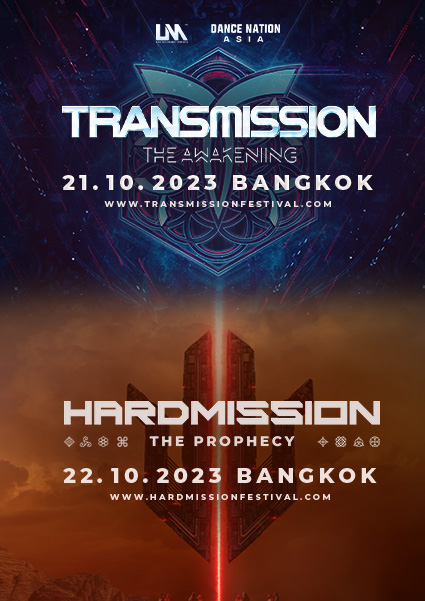 DANCE NATION
ASIA
TRANSMISSION
THE AWAKENING
21.10.2023 BANGKOK
WWW.TRANSMISSIONFESTIVAL.COM
HARDMISSION
THE PROPHECY
22.10.2023 BANGKOK
WWW.HARDMISSIONFESTIVAL.COM